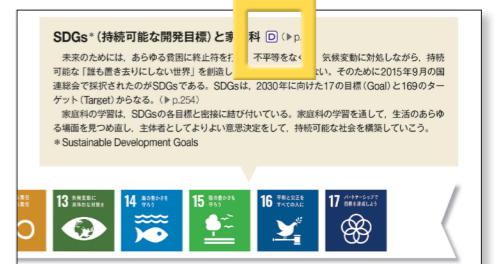 SDGs*(持続可能な開発目標)と家 科 D (▶p.
未来のためには、あらゆる貧困に終止符を打 不平等をなく 気候変動に対処しながら、持続
可能な「誰も置き去りにしない世界」を創造し ない。そのために2015年9月の国
連総会で採択されたのがSDGsである。SDGsは、2030年に向けた17の目標(Goal)と169のター
ゲット(Target)からなる。(▶p.254)
家庭科の学習は、SDGsの各目標と密接に結び付いている。家庭科の学習を通して、生活のあらゆ
る場面を見つめ直し、主体者としてよりよい意思決定をして、持続可能な社会を構築していこう。
*Sustainable Development Goals
13 気候変動に
具体的な対策を
14 海の豊かさを
守ろう
15 陸の豊かさも
守ろう
16 平和と公正を
すべての人に
17 パートナーシップで
目標を達成しよう